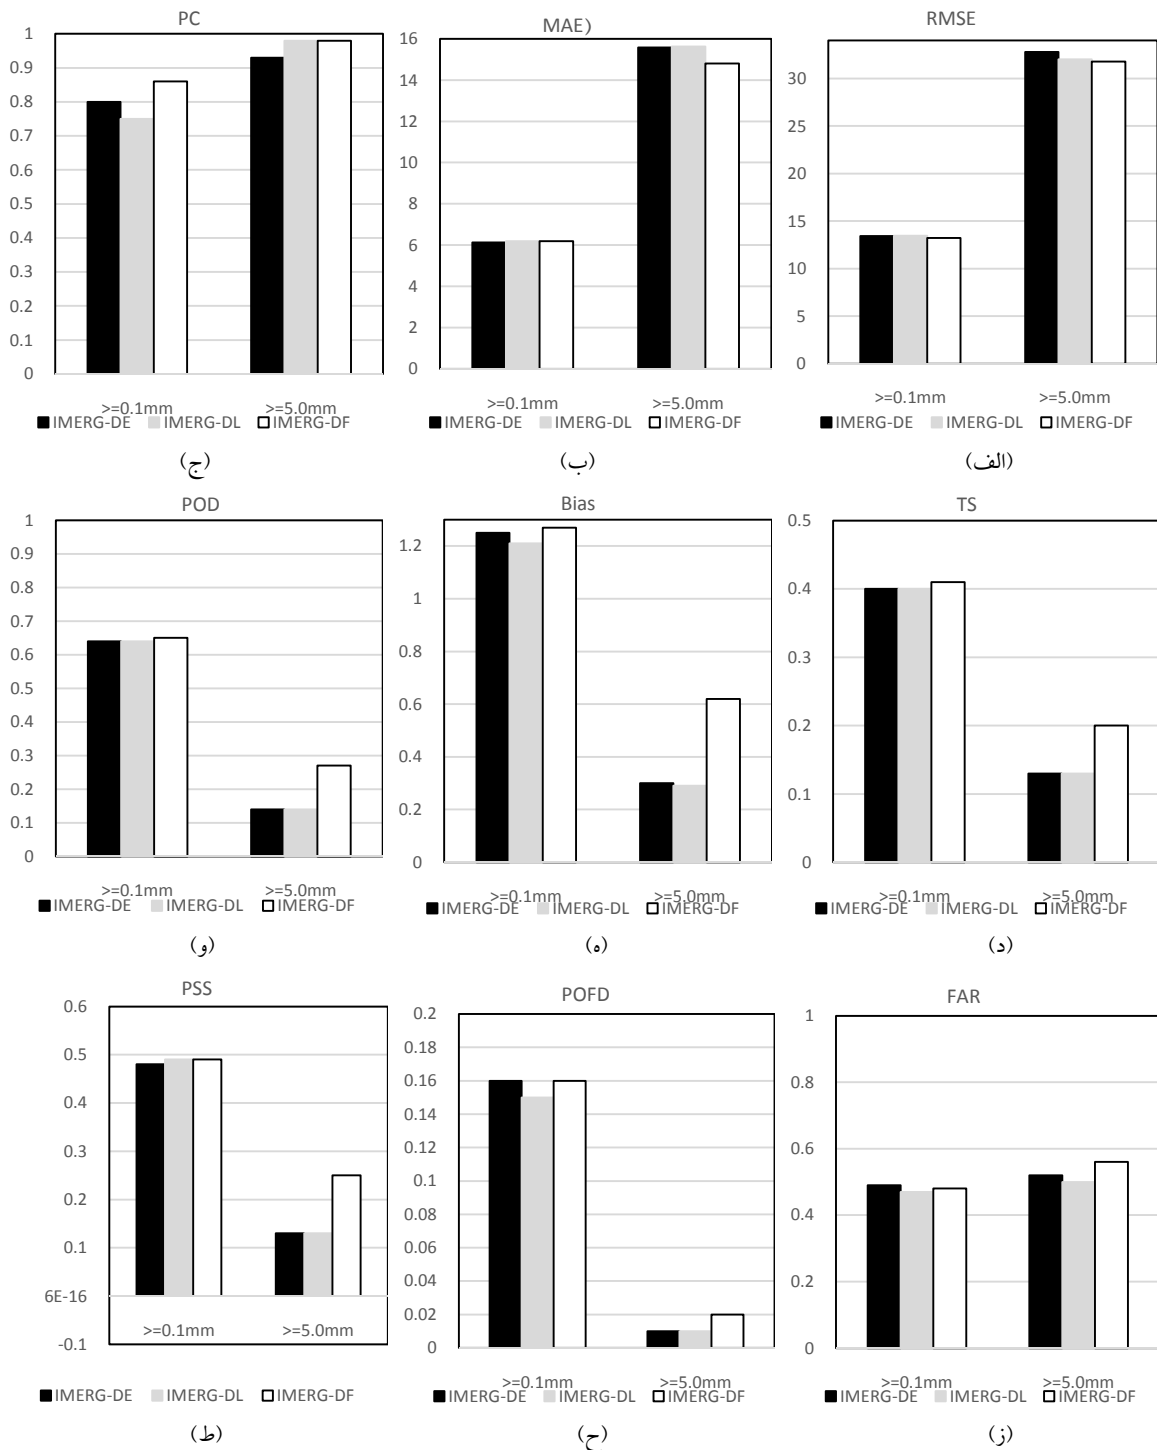 PC
1
0.9
0.8
0.7
0.6
0.5
0.4
0.3
0.2
0.1
0
>=0.1mm >=5.0mm
IMERG-DE IMERG-DL IMERG-DF
(ج)
MAE)
16
14
12
10
8
6
4
2
0
>=0.1mm >=5.0mm
IMERG-DE IMERG-DL IMERG-DF
(ب)
RMSE
30
25
20
15
10
5
0
>=0.1mm >=5.0mm
IMERG-DE IMERG-DL IMERG-DF
(الف)
POD
1
0.9
0.8
0.7
0.6
0.5
0.4
0.3
0.2
0.1
0
>=0.1mm >=5.0mm
IMERG-DE IMERG-DL IMERG-DF
(و)
Bias
1.2
1
0.8
0.6
0.4
0.2
0
>=0.1mm >=5.0mm
IMERG-DE IMERG-DL IMERG-DF
(ه)
TS
0.5
0.4
0.3
0.2
0.1
0
>=0.1mm >=5.0mm
IMERG-DE IMERG-DL IMERG-DF
(د)
PSS
0.6
0.5
0.4
0.3
0.2
0.1
6E-16
-0.1
>=0.1mm >=5.0mm
IMERG-DE IMERG-DL IMERG-DF
(ط)
POFD
0.2
0.18
0.16
0.14
0.12
0.1
0.08
0.06
0.04
0.02
0
>=0.1mm >=5.0mm
IMERG-DE IMERG-DL IMERG-DF
(ح)
FAR
1
0.8
0.6
0.4
0.2
0
>=0.1mm >=5.0mm
IMERG-DE IMERG-DL IMERG-DF
(ز)